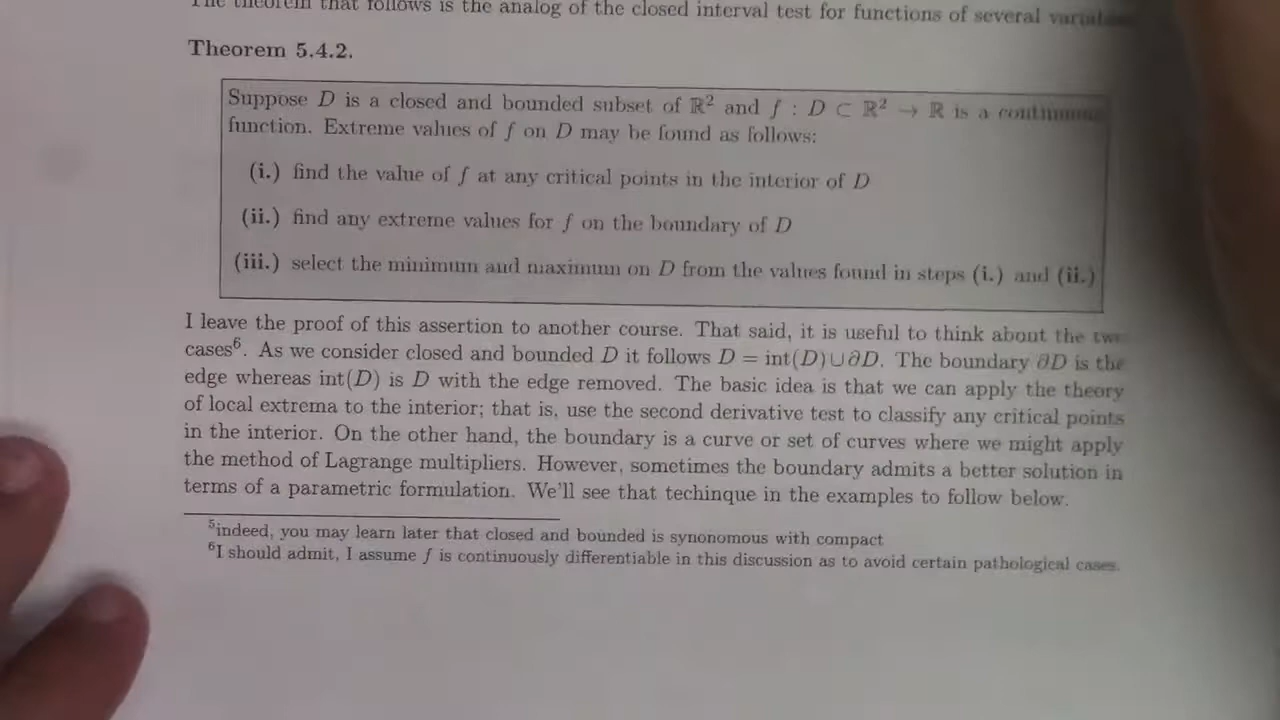 The theorem that follows is the analog of the closed interval test for functions of several
Theorem 5.4.2.
Suppose D is a closed and bounded subset of ℝ² and f : D ⊂ ℝ² → ℝ is a
function. Extreme values of f on D may be found as follows:
(i.) find the value of f at any critical points in the interior of D
(ii.) find any extreme values for f on the boundary of D
(iii.) select the minimum and maximum on D from the values found in steps (i.) and (ii.)
I leave the proof of this assertion to another course. That said, it is useful to think about the two
cases⁶. As we consider closed and bounded D it follows D = int(D)∪∂D. The boundary ∂D is the
edge whereas int(D) is D with the edge removed. The basic idea is that we can apply the theory
of local extrema to the interior; that is, use the second derivative test to classify any critical points
in the interior. On the other hand, the boundary is a curve or set of curves where we might apply
the method of Lagrange multipliers. However, sometimes the boundary admits a better solution in
terms of a parametric formulation. We'll see that techinque in the examples to follow below.
⁵indeed, you may learn later that closed and bounded is synonomous with compact
⁶I should admit, I assume f is continuously differentiable in this discussion as to avoid certain pathological cases.